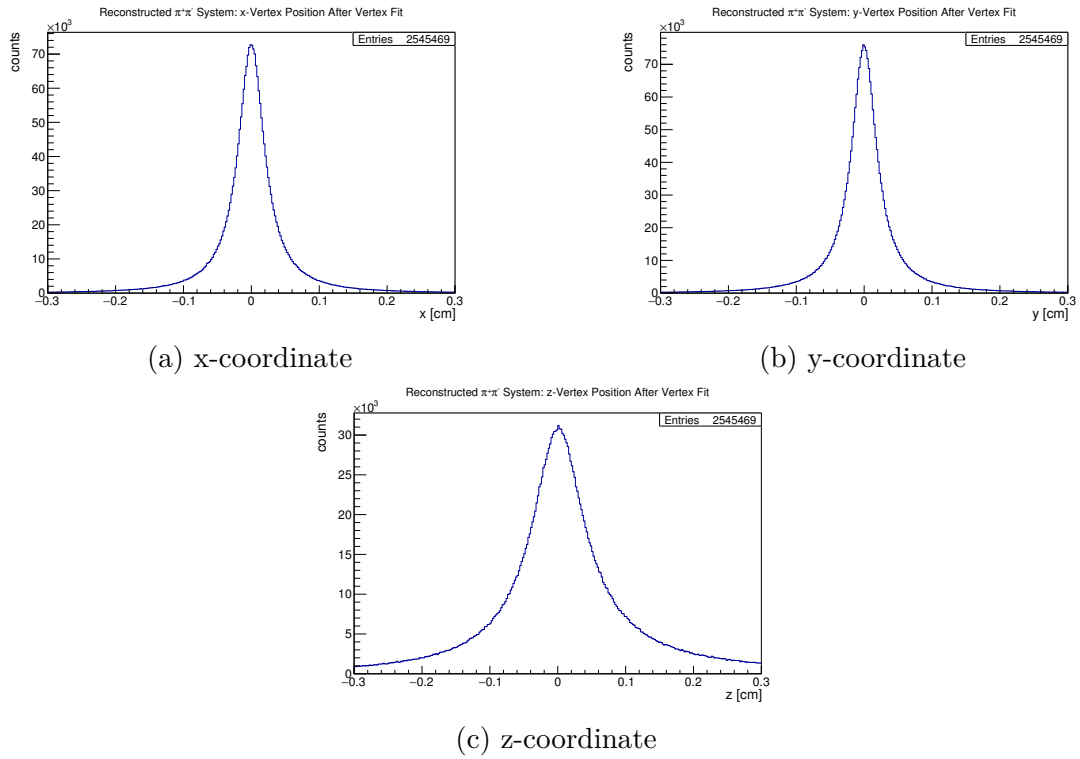 Reconstructed π⁺π⁻ System: x-Vertex Position After Vertex Fit
×10³
Entries 2545469
counts
70
60
50
40
30
20
10
0
−0.3 −0.2 −0.1 0 0.1 0.2 0.3
x [cm]
(a) x-coordinate
Reconstructed π⁺π⁻ System: y-Vertex Position After Vertex Fit
×10³
Entries 2545469
counts
70
60
50
40
30
20
10
0
−0.3 −0.2 −0.1 0 0.1 0.2 0.3
y [cm]
(b) y-coordinate
Reconstructed π⁺π⁻ System: z-Vertex Position After Vertex Fit
×10³
Entries 2545469
counts
30
25
20
15
10
5
0
−0.3 −0.2 −0.1 0 0.1 0.2 0.3
z [cm]
(c) z-coordinate